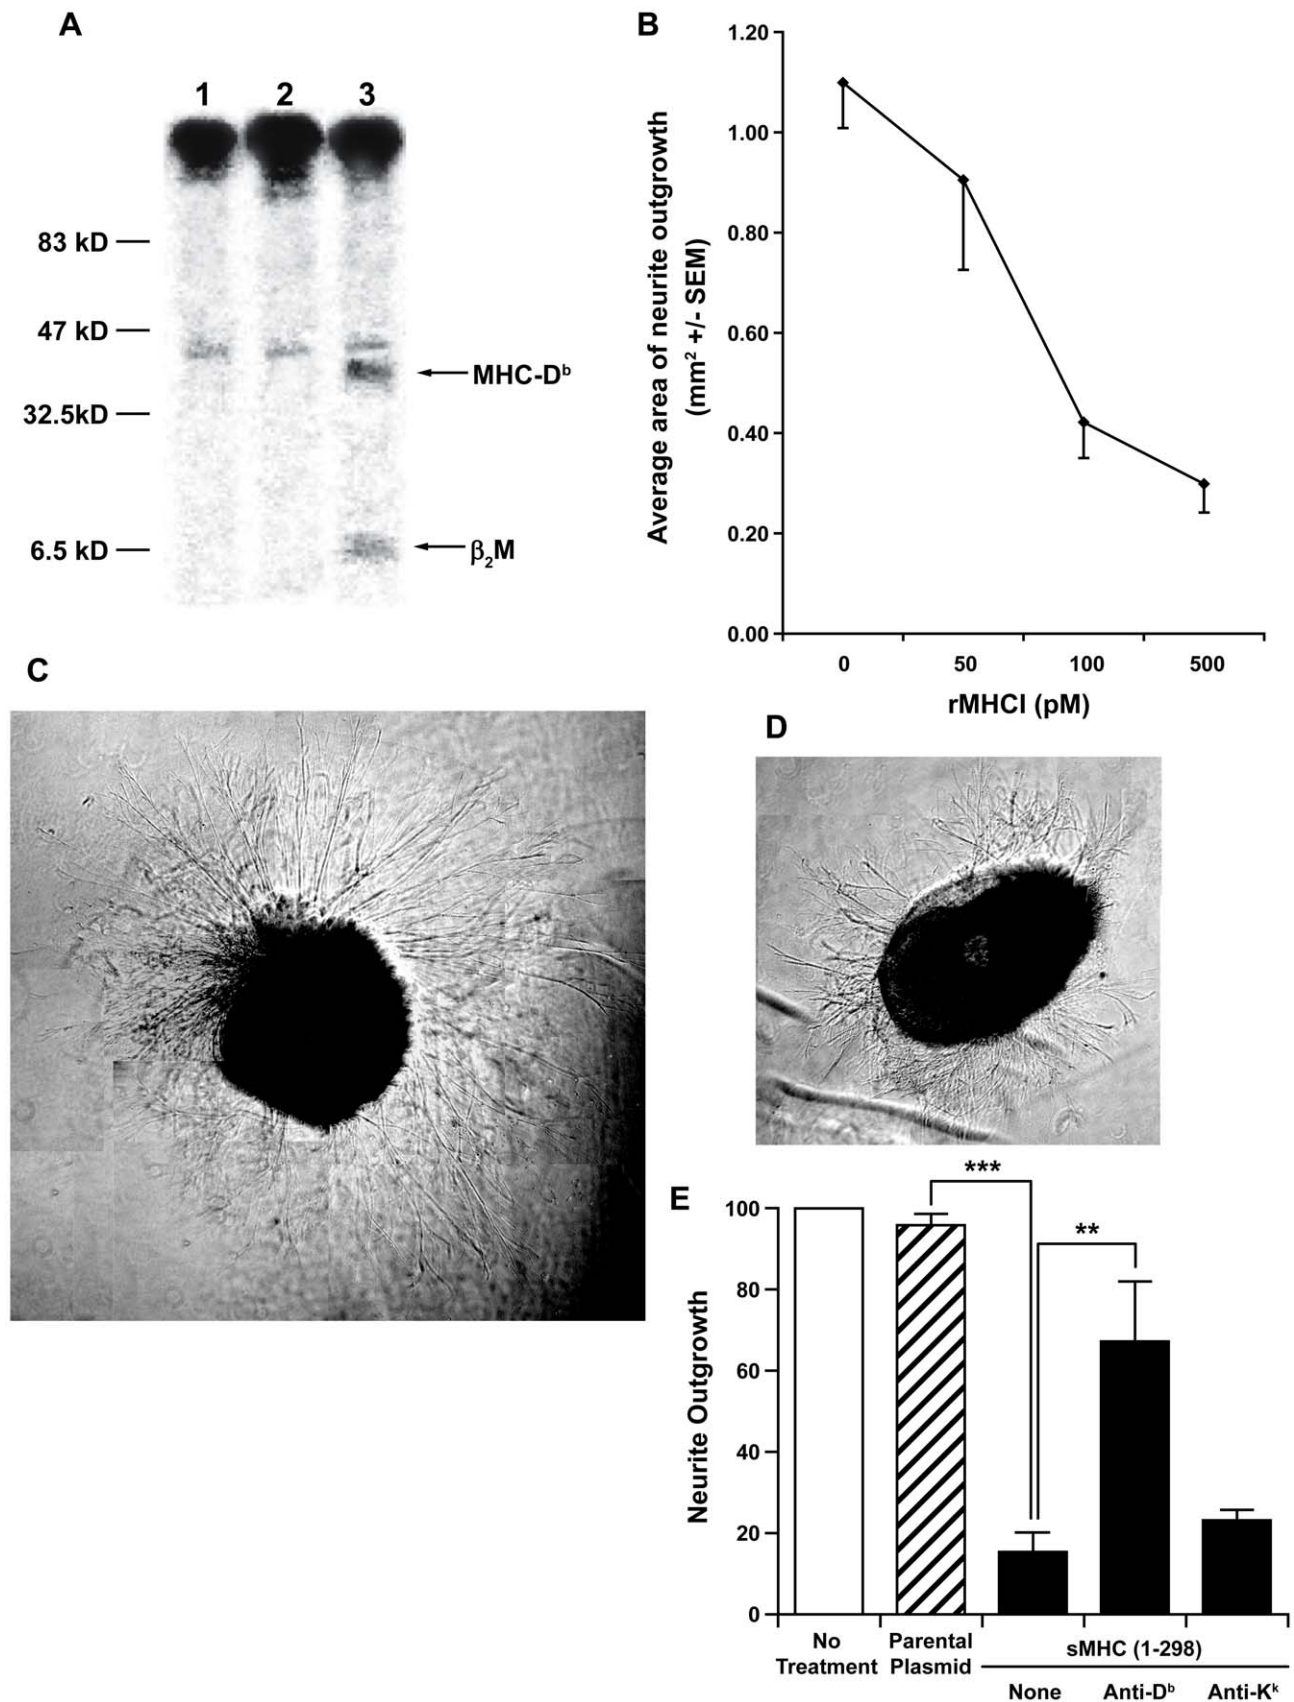 A
1 2 3
83 kD
47 kD
MHC-Dᵇ
32.5kD
6.5 kD
β₂M
B
Average area of neurite outgrowth
(mm² +/- SEM)
1.20
1.00
0.80
0.60
0.40
0.20
0.00
0 50 100 500
rMHCI (pM)
C
D
E
***
**
Neurite Outgrowth
100
80
60
40
20
0
No
Treatment
Parental
Plasmid
sMHC (1-298)
None Anti-Dᵇ Anti-Kᵏ